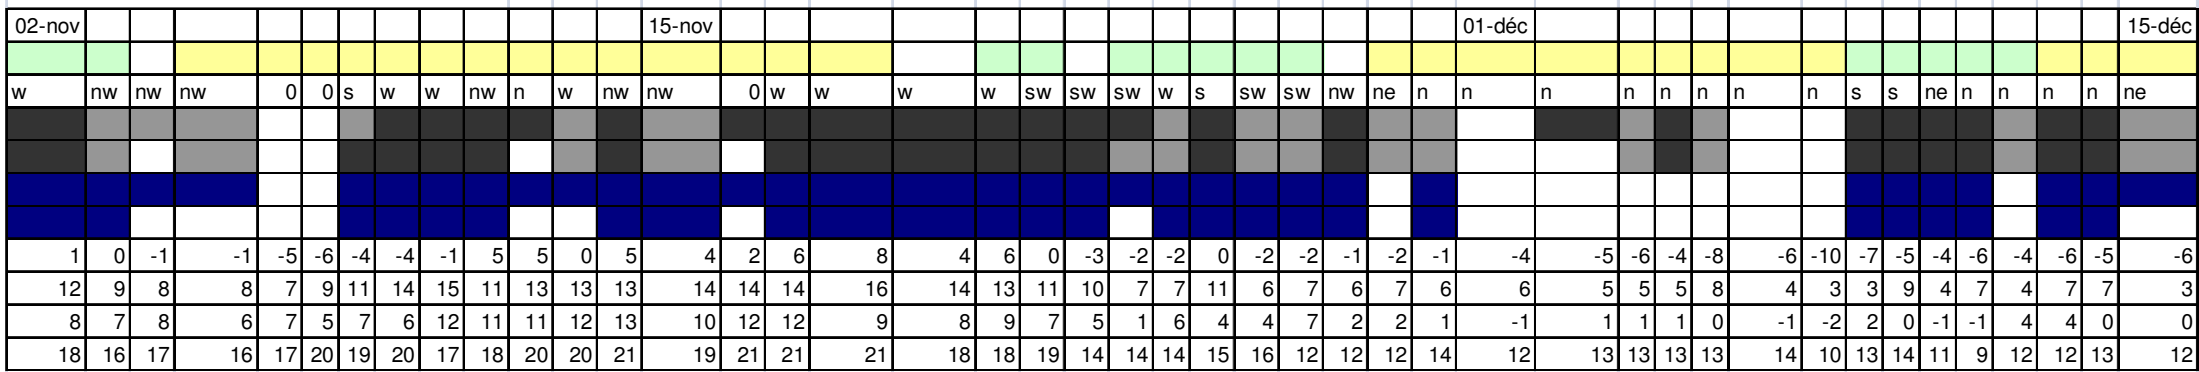 02-nov 15-nov 01-déc 15-déc
w nw nw nw 0 0 s w w nw n w nw nw 0 w w w w sw sw sw w s sw sw nw ne n n n n n n n n s s ne n n n n ne
1 0 -1 -1 -5 -6 -4 -4 -1 5 5 0 5 4 2 6 8 4 6 0 -3 -2 -2 0 -2 -2 -1 -2 -1 -4 -5 -6 -4 -8 -6 -10 -7 -5 -4 -6 -4 -6 -5 -6
12 9 8 8 7 9 11 14 15 11 13 13 13 14 14 14 16 14 13 11 10 7 7 11 6 7 6 7 6 6 5 5 5 8 4 3 3 9 4 7 4 7 7 3
8 7 8 6 7 5 7 6 12 11 11 12 13 10 12 12 9 8 9 7 5 1 6 4 4 7 2 2 1 -1 1 1 1 0 -1 -2 2 0 -1 -1 4 4 0 0
18 16 17 16 17 20 19 20 17 18 20 20 21 19 21 21 21 18 18 19 14 14 14 15 16 12 12 12 14 12 13 13 13 13 14 10 13 14 11 9 12 12 13 12